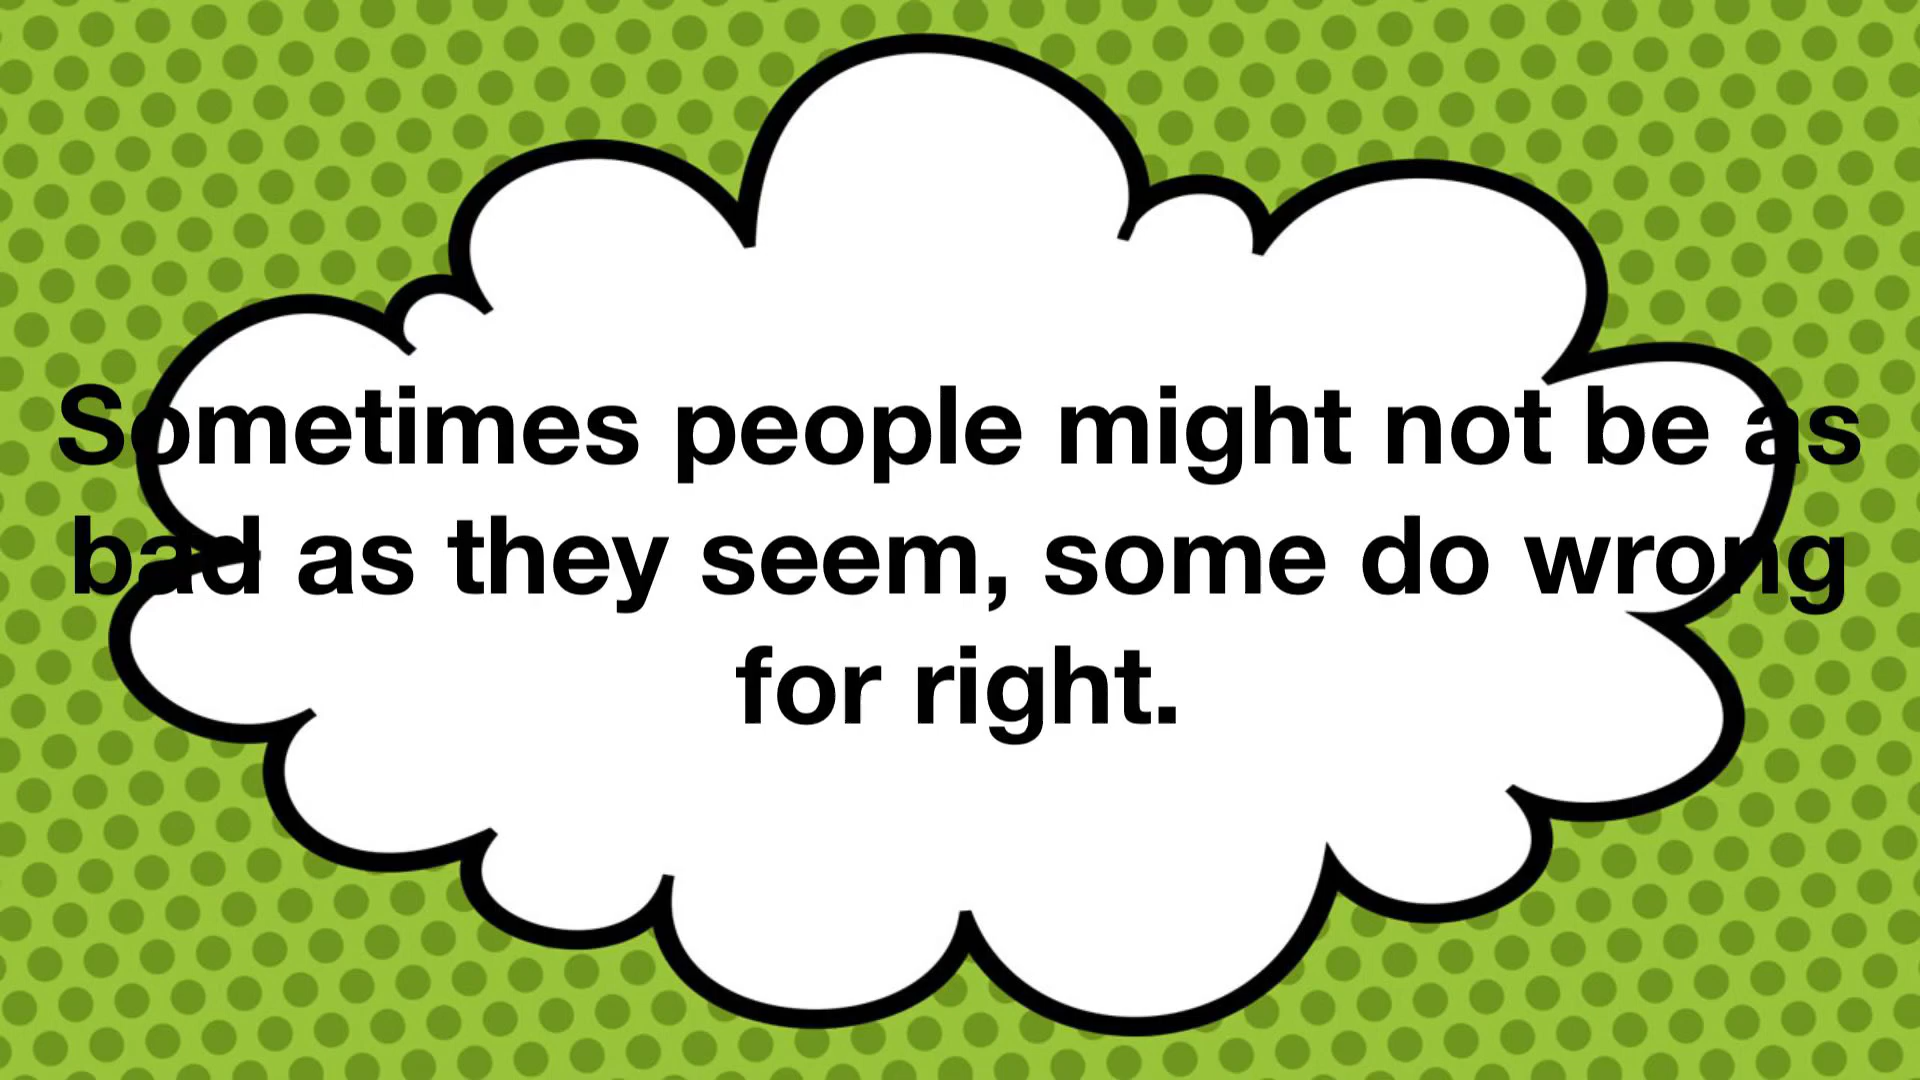 Sometimes people might not be as
bad as they seem, some do wrong
for right.